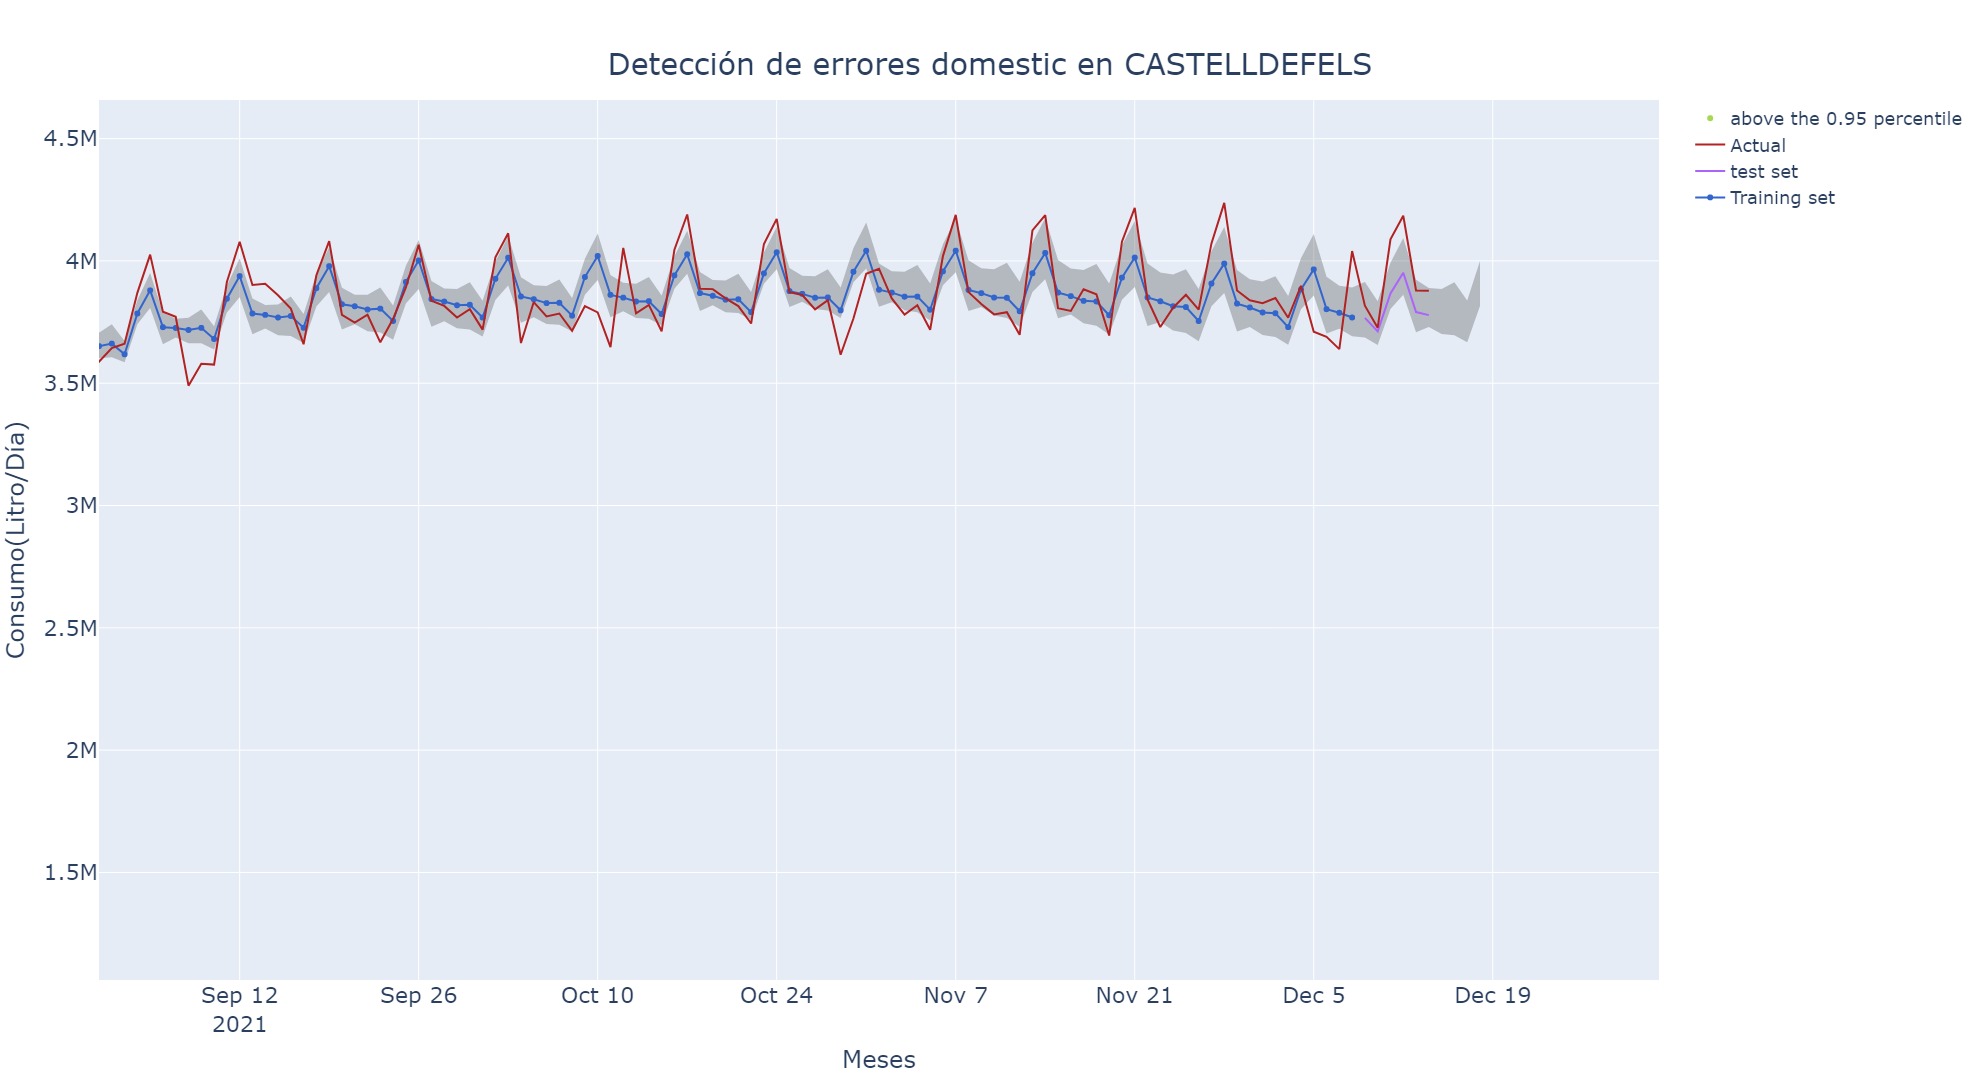 Detección de errores domestic en CASTELLDEFELS
above the 0.95 percentile
Actual
test set
Training set
4.5M
4M
3.5M
3M
2.5M
2M
1.5M
Consumo(Litro/Día)
Sep 12
2021
Sep 26
Oct 10
Oct 24
Nov 7
Nov 21
Dec 5
Dec 19
Meses